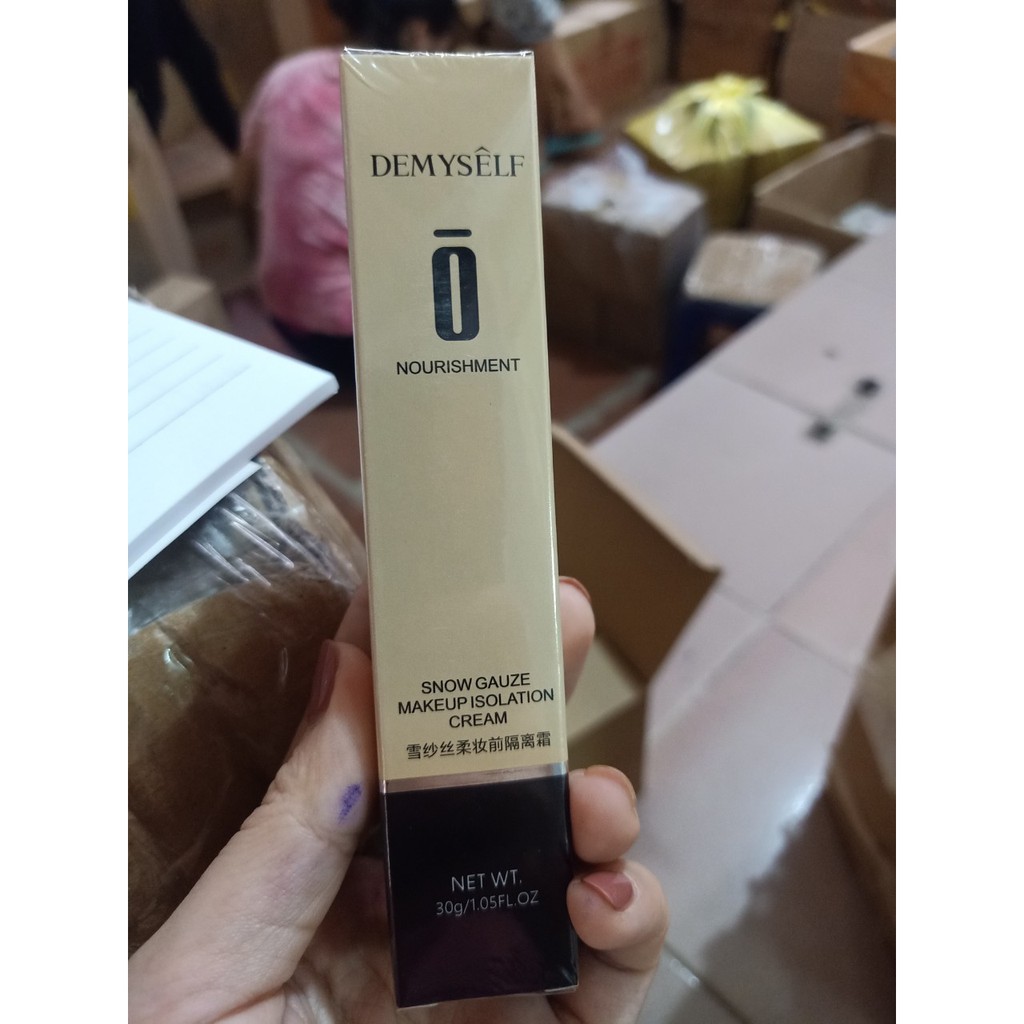 DEMYSÊLF
Ō
NOURISHMENT
SNOW GAUZE
MAKEUP ISOLATION
CREAM
雪纱丝柔妆前隔离霜
NET WT.
30g/1.05FL.OZ